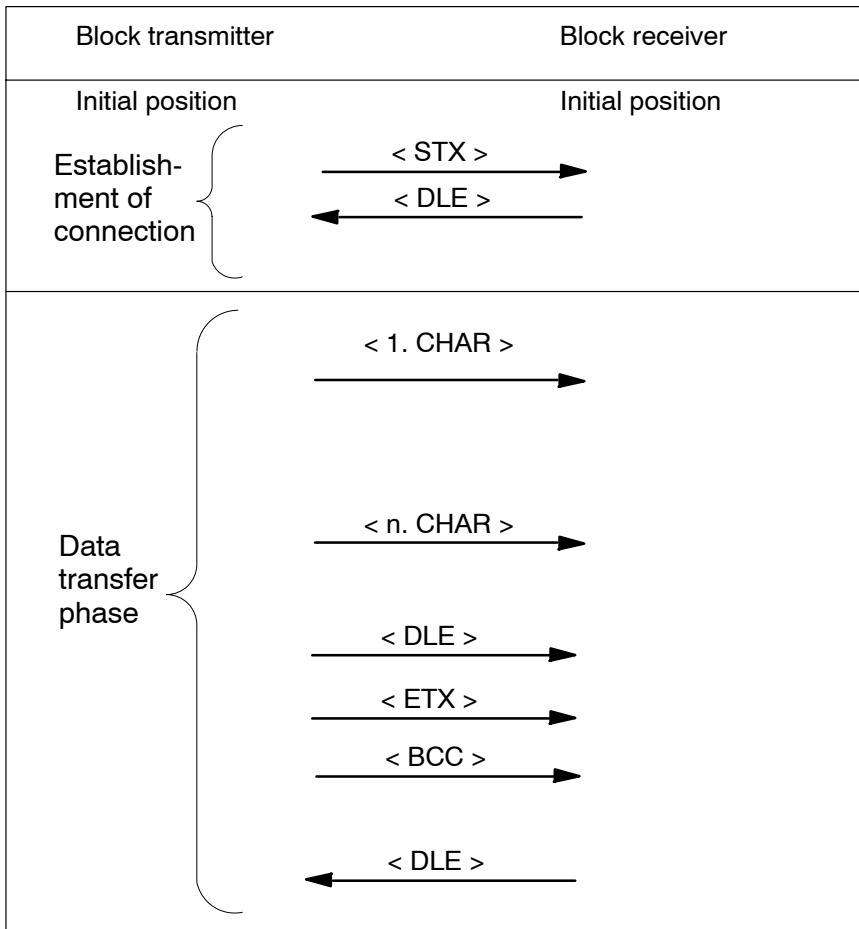 Block transmitter
Block receiver
Initial position
Initial position
Establish-
ment of
connection
< STX >
< DLE >
Data
transfer
phase
< 1. CHAR >
< n. CHAR >
< DLE >
< ETX >
< BCC >
< DLE >